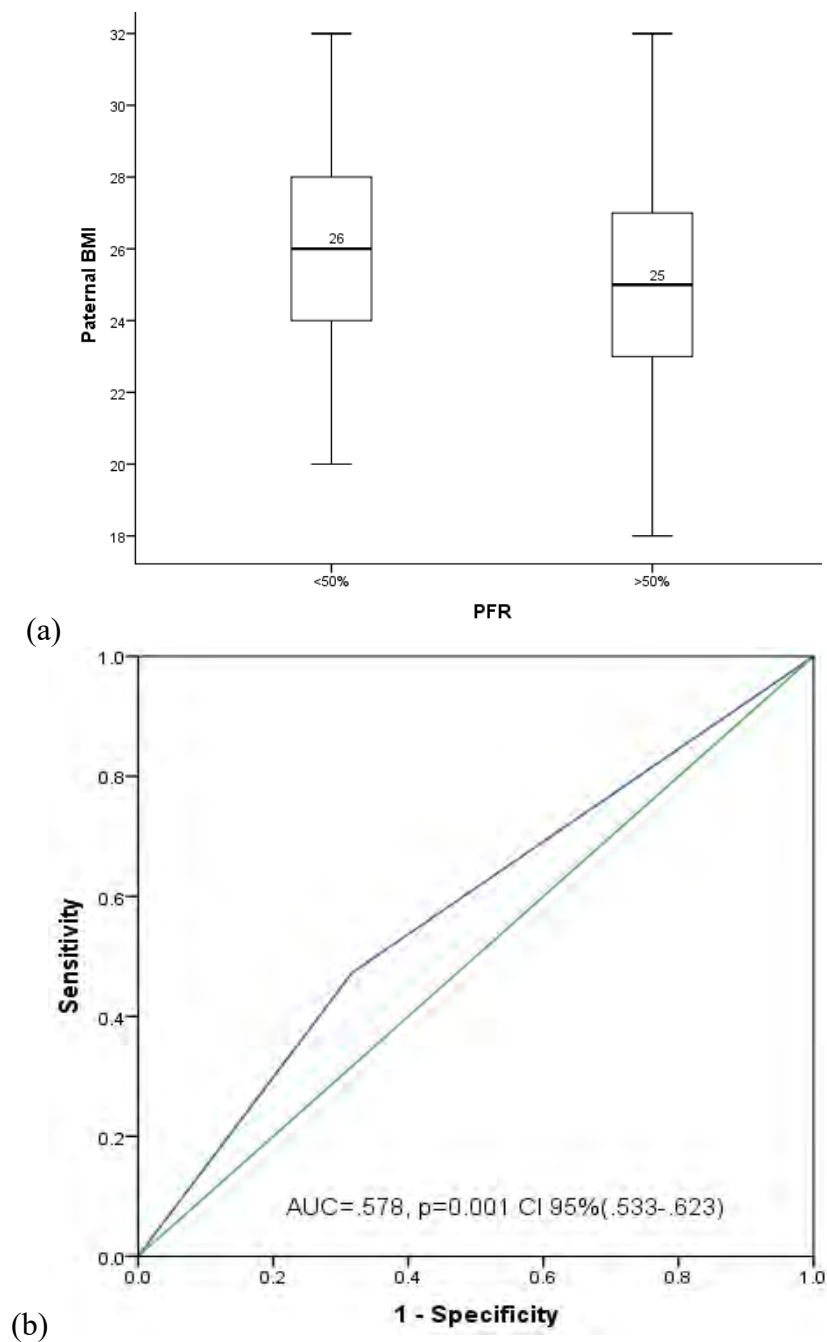 32
30
28
26
24
22
20
18
Paternal BMI
26
25
<50%
>50%
PFR
(a)
1.0
0.8
0.6
0.4
0.2
0.0
Sensitivity
AUC=.578, p=0.001 CI 95%(.533-.623)
0.0 0.2 0.4 0.6 0.8 1.0
1 - Specificity
(b)